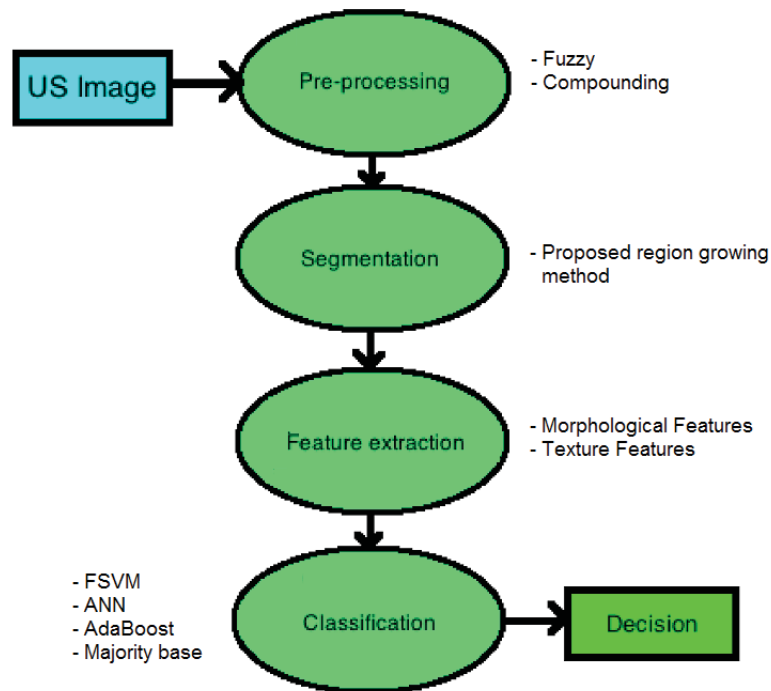 US Image
Pre-processing
- Fuzzy
- Compounding
Segmentation
- Proposed region growing
method
Feature extraction
- Morphological Features
- Texture Features
- FSVM
- ANN
- AdaBoost
- Majority base
Classification
Decision